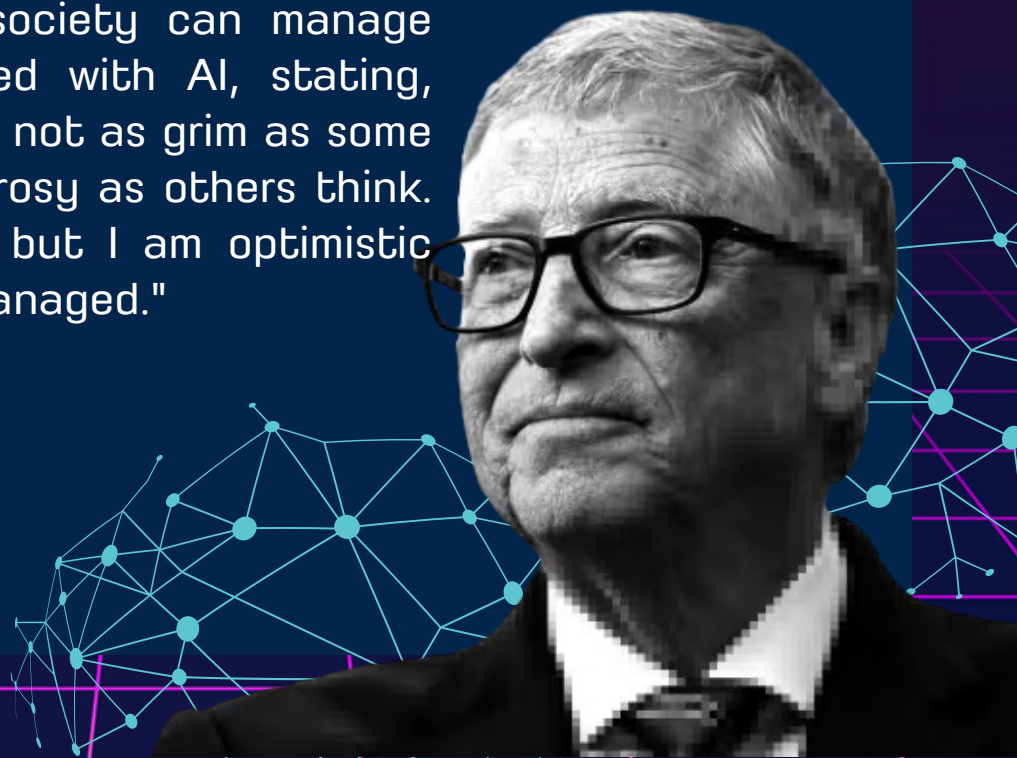 society can manage
ed with AI, stating,
not as grim as some
rosy as others think.
but I am optimistic
anaged."